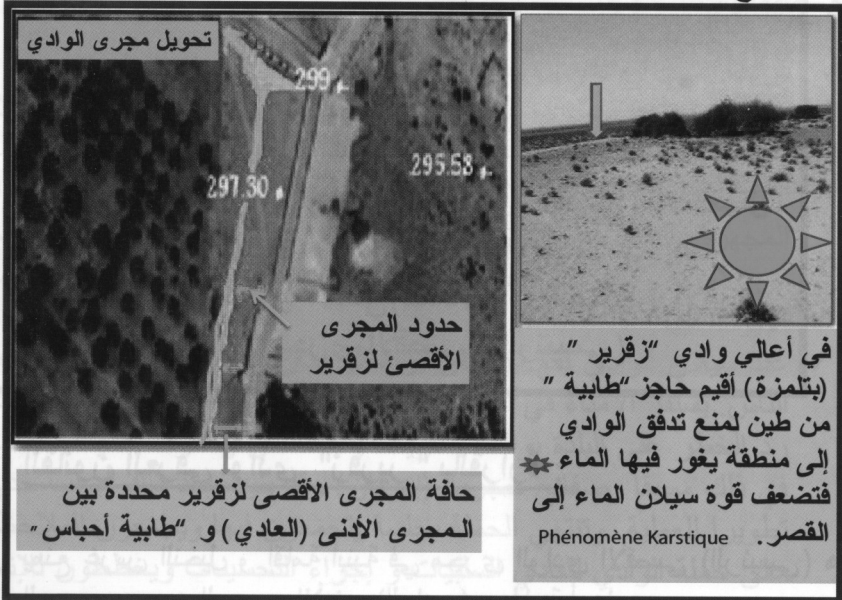 تحويل مجرى الوادي
299
297.30
295.58
حدود المجرى
الأقصئ لزقرير
حافة المجرى الأقصى لزقرير محددة بين
المجرى الأدنى (العادي) و "طابية أحباس"
في أعالي وادي "زقرير "
(بتلمزة) أقيم حاجز "طابية "
من طين لمنع تدفق الوادي
إلى منطقة يغور فيها الماء
فتضعف قوة سيلان الماء إلى
القصر. Phénomène Karstique